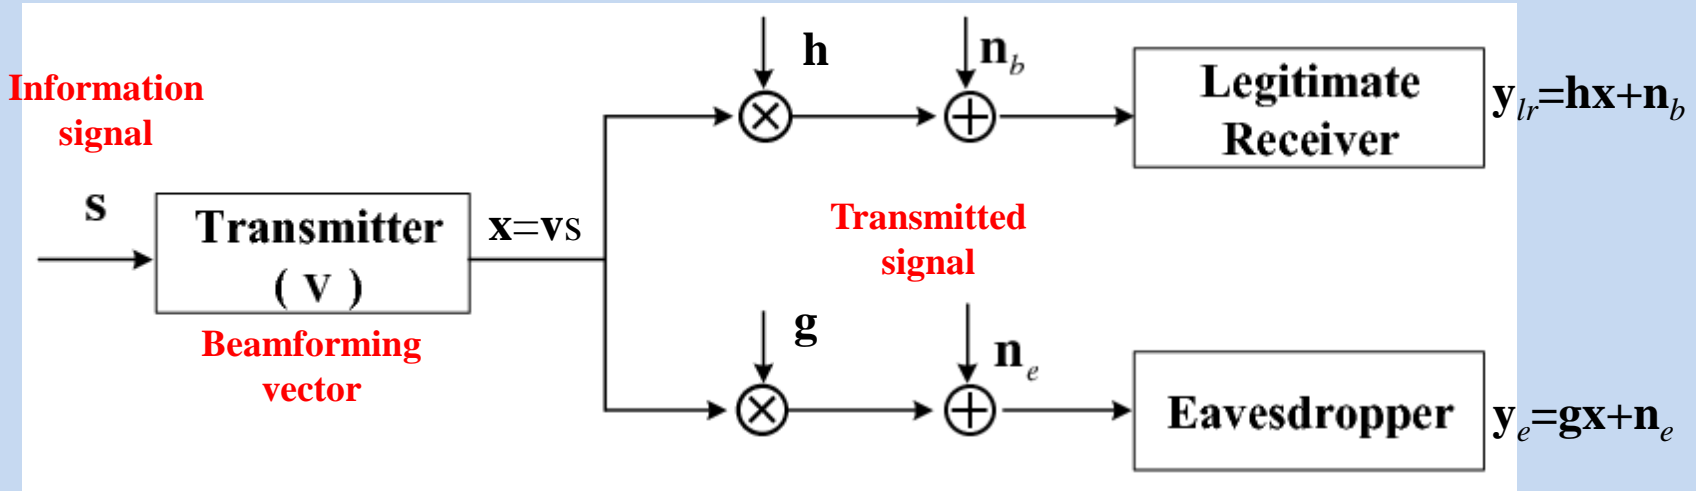 Information
signal
s
Transmitter
( v )
Beamforming
vector
x=vs
h
n_b
Legitimate
Receiver
y_lr=hx+n_b
Transmitted
signal
g
n_e
Eavesdropper
y_e=gx+n_e